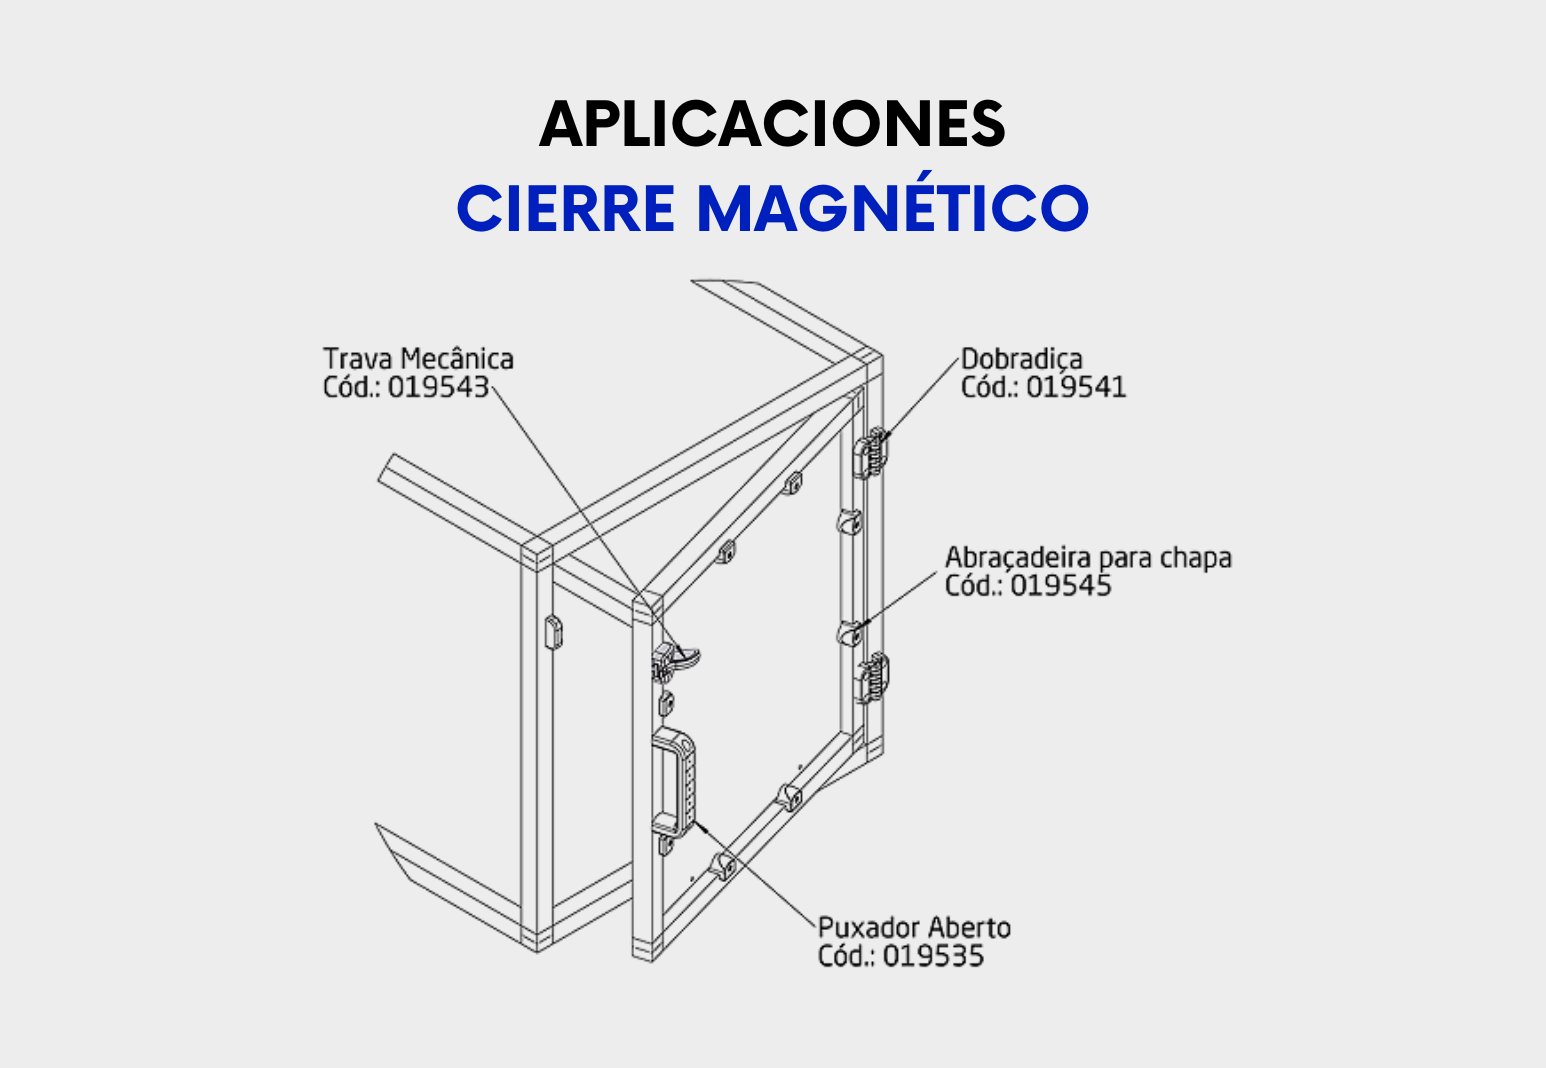 APLICACIONES
CIERRE MAGNÉTICO
Trava Mecânica
Cód.: 019543
Dobradiça
Cód.: 019541
Abraçadeira para chapa
Cód.: 019545
Puxador Aberto
Cód.: 019535